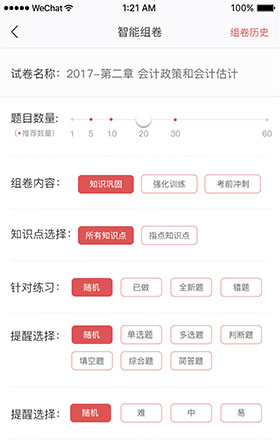 WeChat 1:21 AM 100%
智能组卷 组卷历史
试卷名称： 2017-第二章 会计政策和会计估计
题目数量：
(•推荐数量) 1 5 10 20 30 60
组卷内容： 知识巩固 强化训练 考前冲刺
知识点选择： 所有知识点 指点知识点
针对练习： 随机 已做 全新题 错题
提醒选择： 随机 单选题 多选题 判断题
填空题 综合题 简答题
提醒选择： 随机 难 中 易